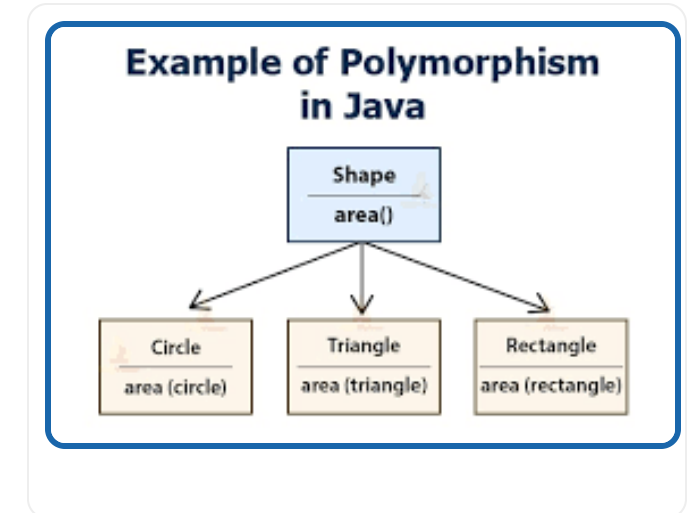 Example of Polymorphism
in Java
Shape
area()
Circle
area (circle)
Triangle
area (triangle)
Rectangle
area (rectangle)